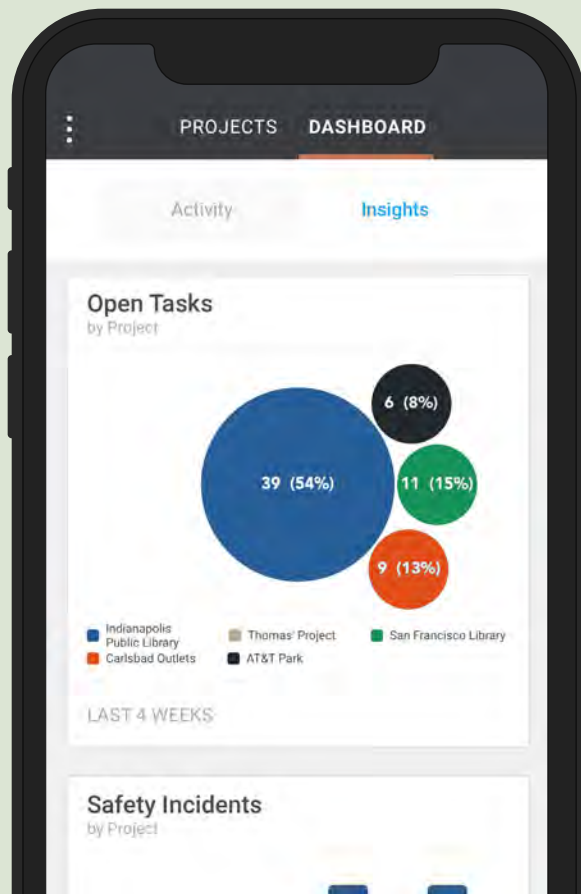 PROJECTS DASHBOARD
Activity Insights
Open Tasks
by Project
6 (8%)
39 (54%)
11 (15%)
9 (13%)
Indianapolis
Public Library
Thomas' Project
San Francisco Library
Carlsbad Outlets
AT&T Park
LAST 4 WEEKS
Safety Incidents
by Project